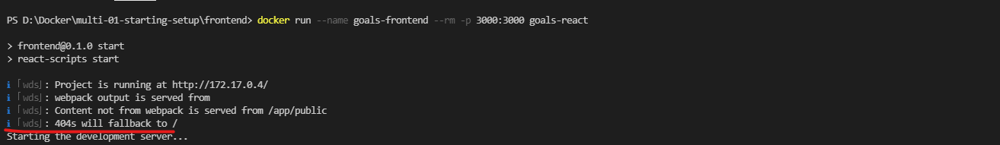 PS D:\Docker\multi-01-starting-setup\frontend> docker run --name goals-frontend --rm -p 3000:3000 goals-react
> frontend@0.1.0 start
> react-scripts start
i ｢wds｣: Project is running at http://172.17.0.4/
i ｢wds｣: webpack output is served from
i ｢wds｣: Content not from webpack is served from /app/public
i ｢wds｣: 404s will fallback to /
Starting the development server...